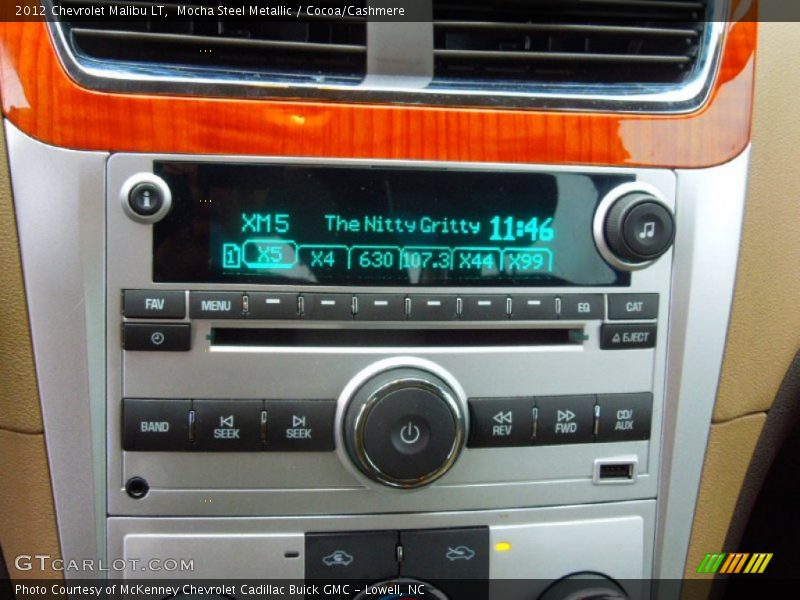 2012 Chevrolet Malibu LT,  Mocha Steel Metallic / Cocoa/Cashmere
i
XM5 The Nitty Gritty 11:46
1 X5 X4 630 107.3 X44 X99
FAV MENU EQ CAT
EJECT
BAND SEEK SEEK REV FWD CD/AUX
GTCARLOT.COM
Photo Courtesy of McKenney Chevrolet Cadillac Buick GMC - Lowell, NC